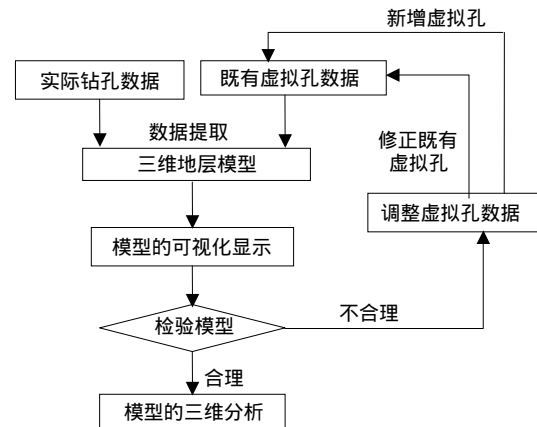 新增虚拟孔
实际钻孔数据
既有虚拟孔数据
数据提取
修正既有
虚拟孔
三维地层模型
调整虚拟孔数据
模型的可视化显示
检验模型
不合理
合理
模型的三维分析